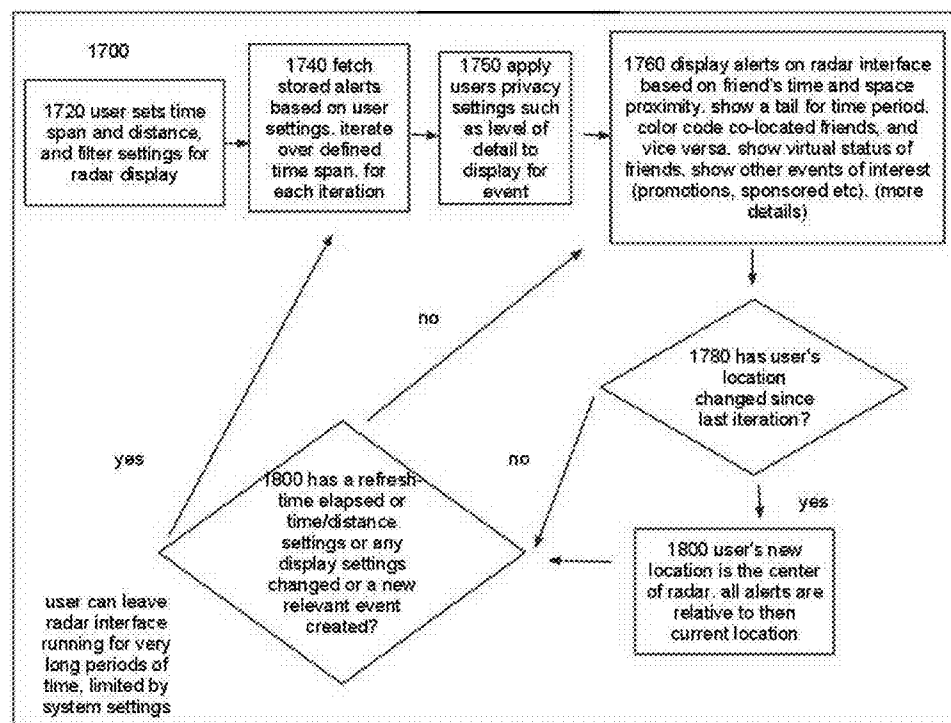 1700
1720 user sets time
span and distance,
and filter settings for
radar display
1740 fetch
stored alerts
based on user
settings. iterate
over defined
time span. for
each iteration
1750 apply
users privacy
settings such
as level of
detail to
display for
event
1760 display alerts on radar interface
based on friend's time and space
proximity. show a tail for time period.
color code co-located friends, and
vice versa. show virtual status of
friends. show other events of interest
(promotions, sponsored etc). (more
details)
1780 has user's
location
changed since
last iteration?
yes
1800 user's new
location is the center
of radar. all alerts are
relative to then
current location
no
1800 has a refresh
time elapsed or
time/distance
settings or any
display settings
changed or a new
relevant event
created?
no
yes
user can leave
radar interface
running for very
long periods of
time, limited by
system settings